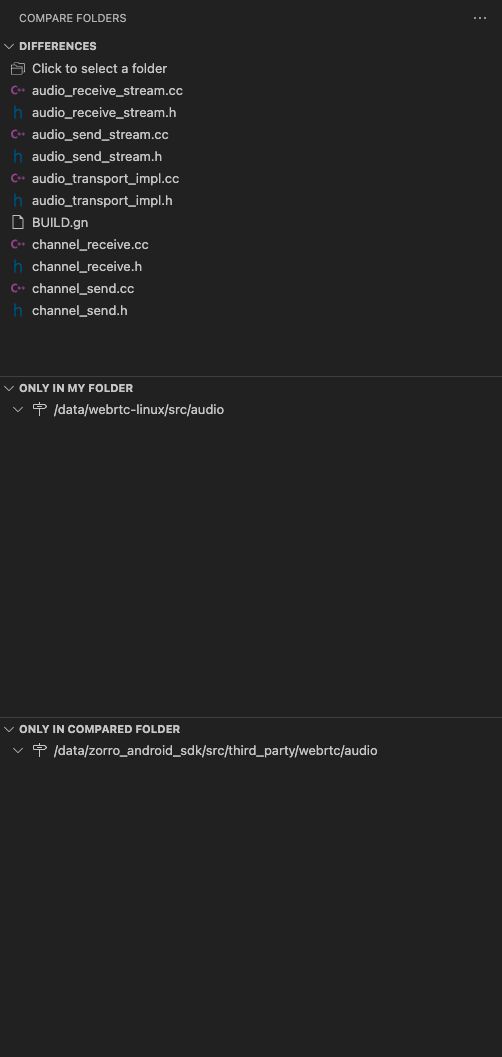 COMPARE FOLDERS
DIFFERENCES
Click to select a folder
C++ audio_receive_stream.cc
h audio_receive_stream.h
C++ audio_send_stream.cc
h audio_send_stream.h
C++ audio_transport_impl.cc
h audio_transport_impl.h
BUILD.gn
C++ channel_receive.cc
h channel_receive.h
C++ channel_send.cc
h channel_send.h
ONLY IN MY FOLDER
/data/webrtc-linux/src/audio
ONLY IN COMPARED FOLDER
/data/zorro_android_sdk/src/third_party/webrtc/audio